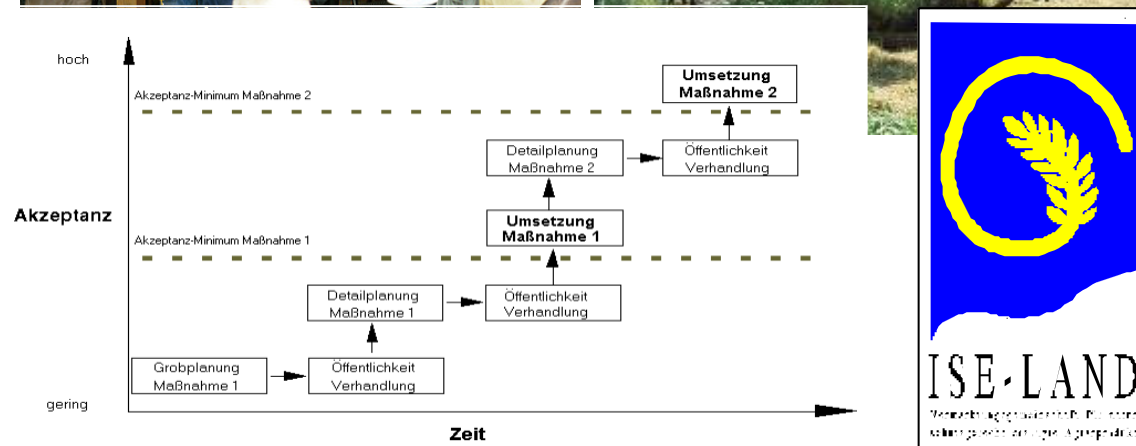 hoch
Umsetzung
Maßnahme 2
Akzeptanz-Minimum Maßnahme 2
Detailplanung
Maßnahme 2
Öffentlichkeit
Verhandlung
Akzeptanz
Umsetzung
Maßnahme 1
Akzeptanz-Minimum Maßnahme 1
Detailplanung
Maßnahme 1
Öffentlichkeit
Verhandlung
Grobplanung
Maßnahme 1
Öffentlichkeit
Verhandlung
gering
Zeit
ISE-LAND